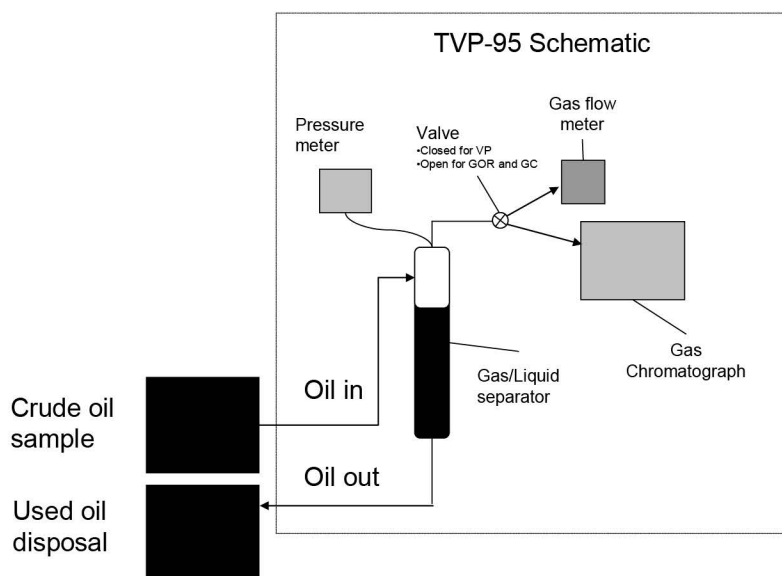 TVP-95 Schematic
Gas flow
meter
Pressure
meter
Valve
•Closed for VP
•Open for GOR and GC
Gas
Chromatograph
Gas/Liquid
separator
Oil in
Crude oil
sample
Oil out
Used oil
disposal